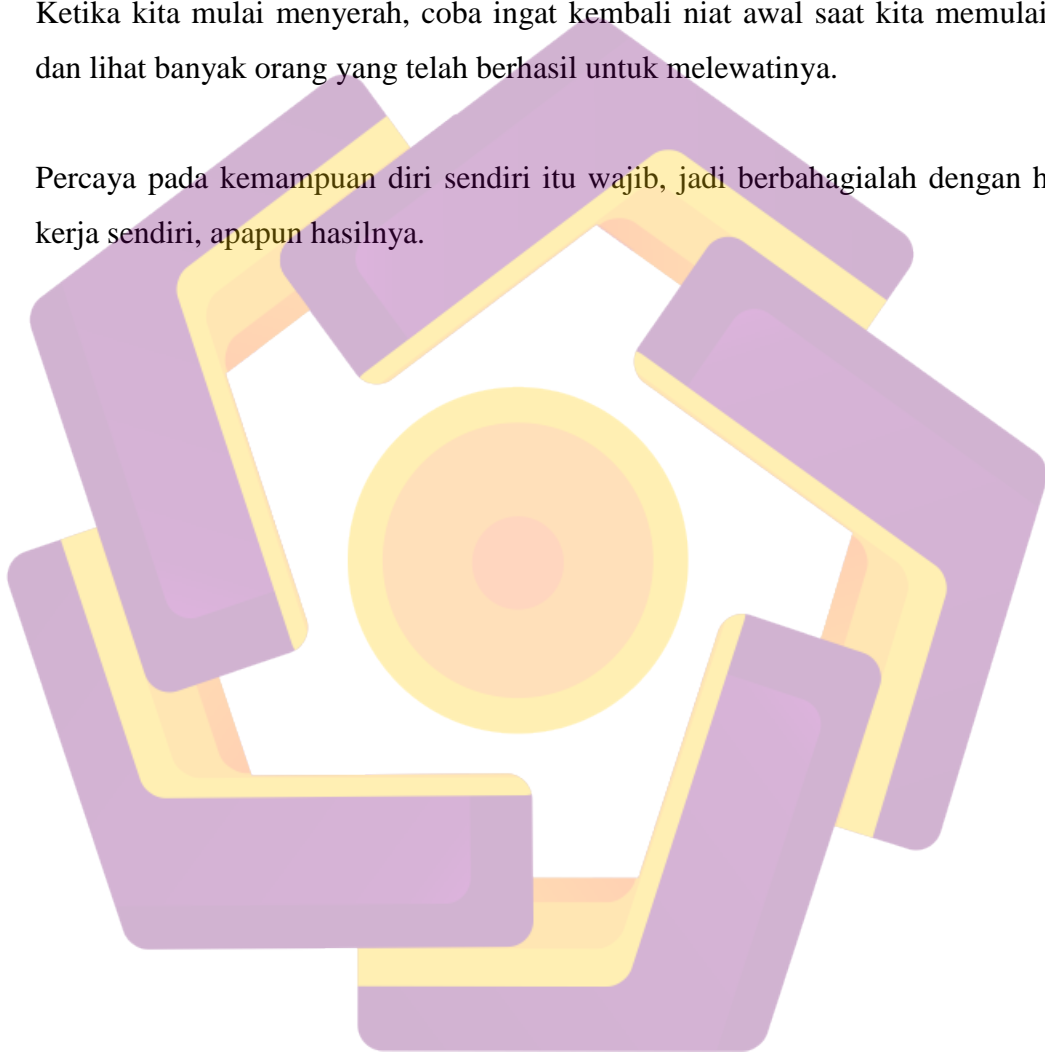 Ketika kita mulai menyerah, coba ingat kembali niat awal saat kita memulai
dan lihat banyak orang yang telah berhasil untuk melewatinya.
Percaya pada kemampuan diri sendiri itu wajib, jadi berbahagialah dengan
kerja sendiri, apapun hasilnya.